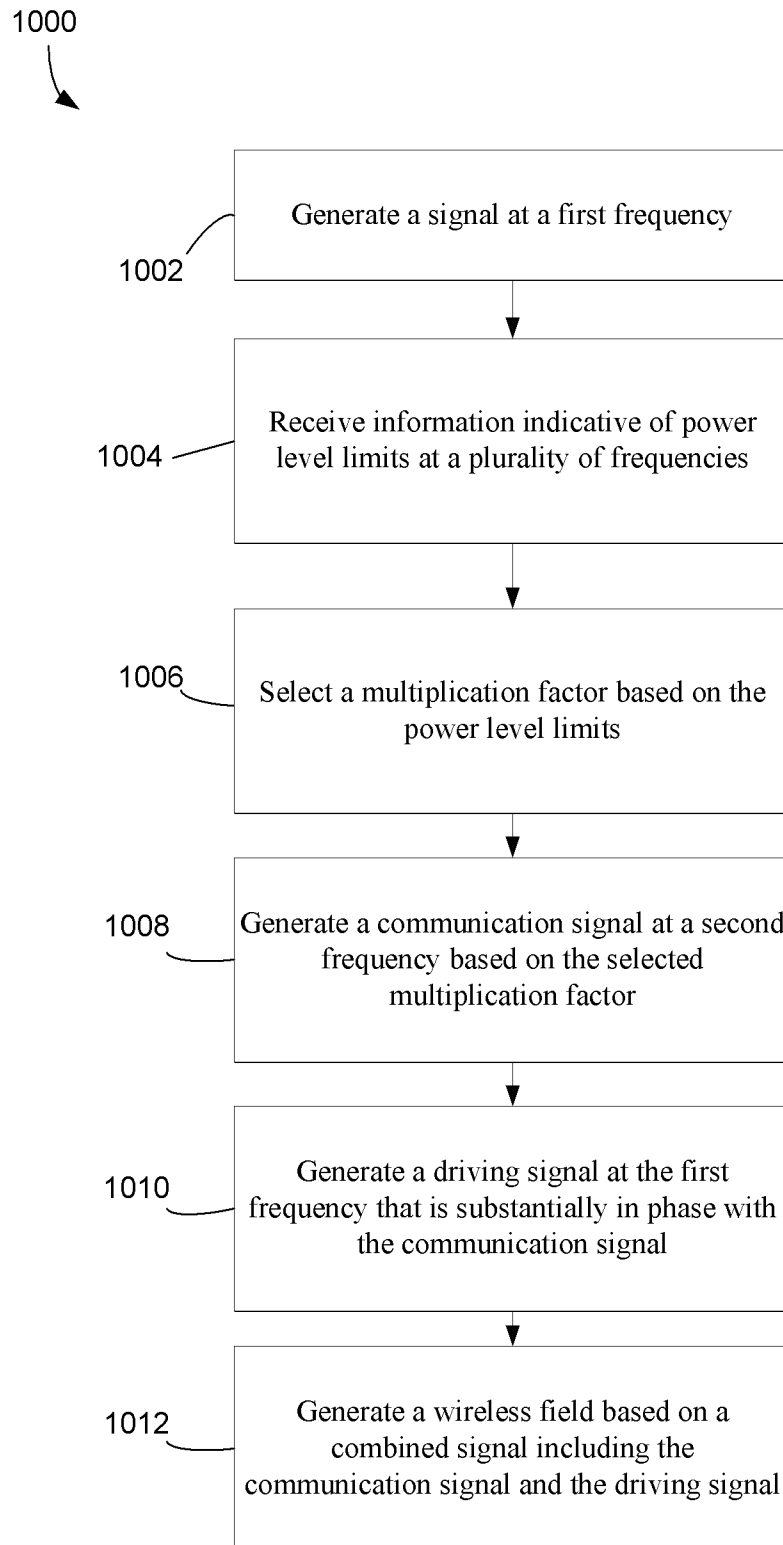 1000
Generate a signal at a first frequency
1002
Receive information indicative of power
level limits at a plurality of frequencies
1004
Select a multiplication factor based on the
power level limits
1006
Generate a communication signal at a second
frequency based on the selected
multiplication factor
1008
Generate a driving signal at the first
frequency that is substantially in phase with
the communication signal
1010
Generate a wireless field based on a
combined signal including the
communication signal and the driving signal
1012